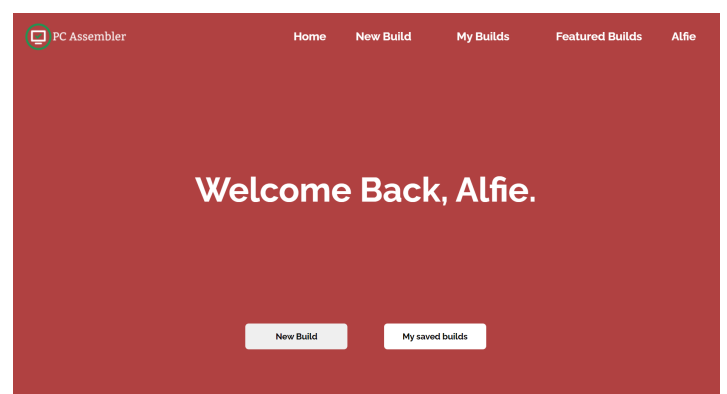 PC Assembler Home New Build My Builds Featured Builds Alfie
Welcome Back, Alfie.
New Build My saved builds